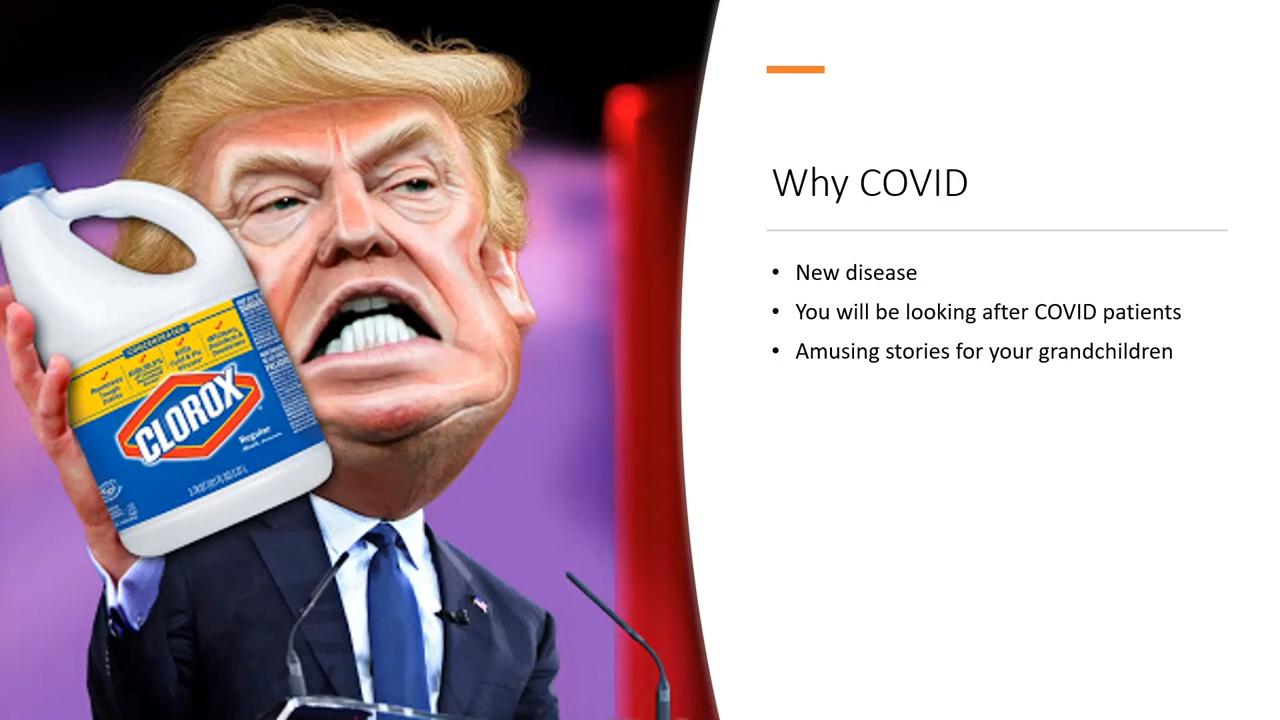 Why COVID
• New disease
• You will be looking after COVID patients
• Amusing stories for your grandchildren
CONCENTRATED
CLOROX
Regular